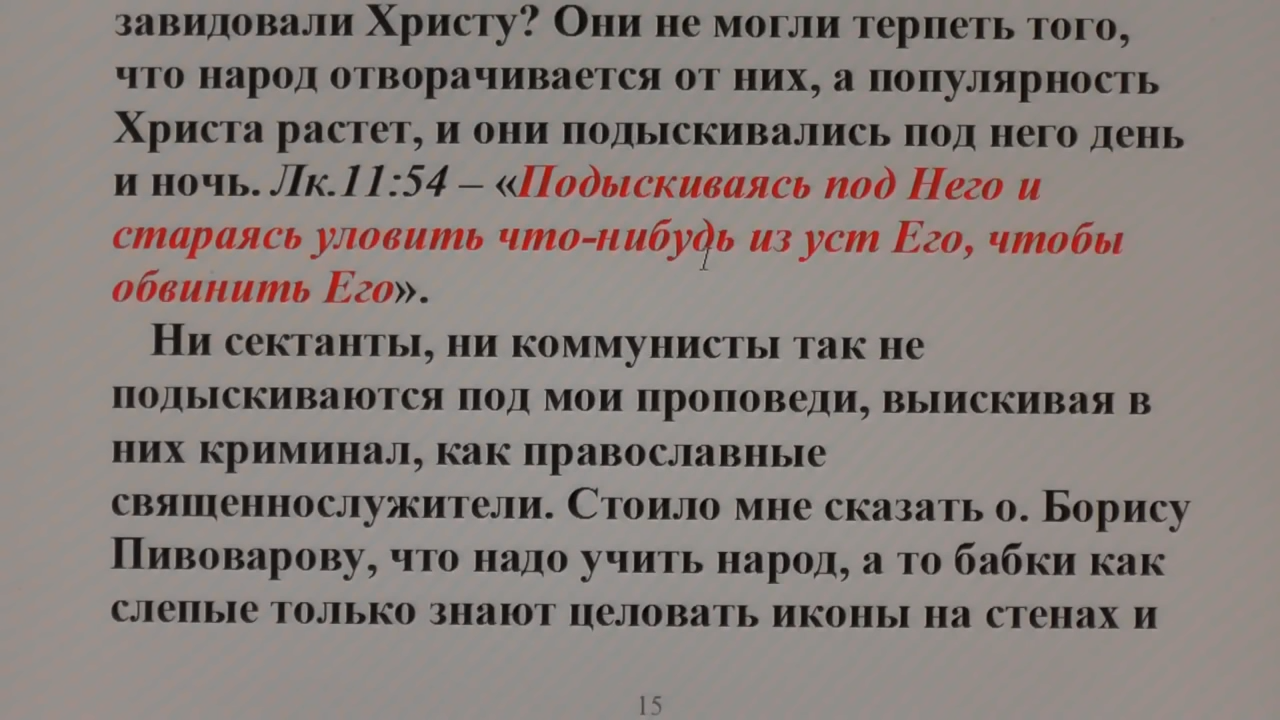 завидовали Христу? Они не могли терпеть того,
что народ отворачивается от них, а популярность
Христа растет, и они подыскивались под него день
и ночь. Лк.11:54 – «Подыскиваясь под Него и
стараясь уловить что-нибудь из уст Его, чтобы
обвинить Его».
Ни сектанты, ни коммунисты так не
подыскиваются под мои проповеди, выискивая в
них криминал, как православные
священнослужители. Стоило мне сказать о. Борису
Пивоварову, что надо учить народ, а то бабки как
слепые только знают целовать иконы на стенах и
15